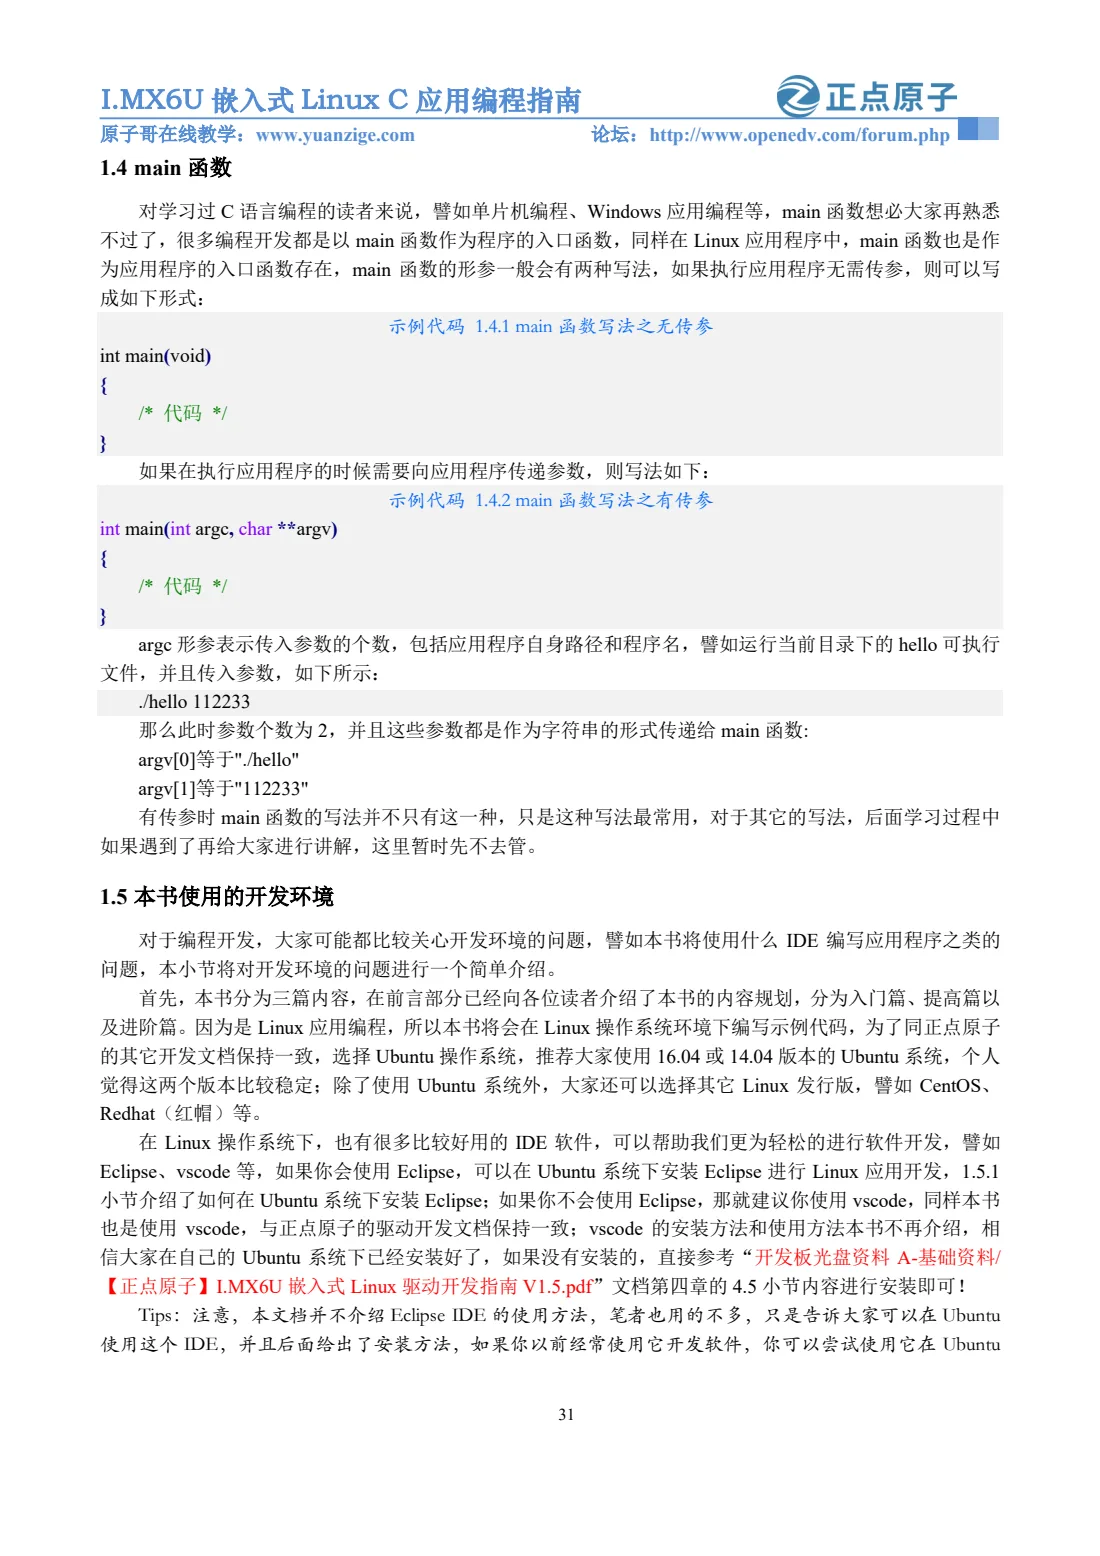 I.MX6U 嵌入式 Linux C 应用编程指南
正点原子
原子哥在线教学：www.yuanzige.com 论坛：http://www.openedv.com/forum.php
1.4 main 函数
对学习过 C 语言编程的读者来说，譬如单片机编程、Windows 应用编程等，main 函数想必大家再熟悉
不过了，很多编程开发都是以 main 函数作为程序的入口函数，同样在 Linux 应用程序中，main 函数也是作
为应用程序的入口函数存在，main 函数的形参一般会有两种写法，如果执行应用程序无需传参，则可以写
成如下形式：
示例代码 1.4.1 main 函数写法之无传参
int main(void)
{
/* 代码 */
}
如果在执行应用程序的时候需要向应用程序传递参数，则写法如下：
示例代码 1.4.2 main 函数写法之有传参
int main(int argc, char **argv)
{
/* 代码 */
}
argc 形参表示传入参数的个数，包括应用程序自身路径和程序名，譬如运行当前目录下的 hello 可执行
文件，并且传入参数，如下所示：
./hello 112233
那么此时参数个数为 2，并且这些参数都是作为字符串的形式传递给 main 函数:
argv[0]等于"./hello"
argv[1]等于"112233"
有传参时 main 函数的写法并不只有这一种，只是这种写法最常用，对于其它的写法，后面学习过程中
如果遇到了再给大家进行讲解，这里暂时先不去管。
1.5 本书使用的开发环境
对于编程开发，大家可能都比较关心开发环境的问题，譬如本书将使用什么 IDE 编写应用程序之类的
问题，本小节将对开发环境的问题进行一个简单介绍。
首先，本书分为三篇内容，在前言部分已经向各位读者介绍了本书的内容规划，分为入门篇、提高篇以
及进阶篇。因为是 Linux 应用编程，所以本书将会在 Linux 操作系统环境下编写示例代码，为了同正点原子
的其它开发文档保持一致，选择 Ubuntu 操作系统，推荐大家使用 16.04 或 14.04 版本的 Ubuntu 系统，个人
觉得这两个版本比较稳定；除了使用 Ubuntu 系统外，大家还可以选择其它 Linux 发行版，譬如 CentOS、
Redhat（红帽）等。
在 Linux 操作系统下，也有很多比较好用的 IDE 软件，可以帮助我们更为轻松的进行软件开发，譬如
Eclipse、vscode 等，如果你会使用 Eclipse，可以在 Ubuntu 系统下安装 Eclipse 进行 Linux 应用开发，1.5.1
小节介绍了如何在 Ubuntu 系统下安装 Eclipse；如果你不会使用 Eclipse，那就建议你使用 vscode，同样本书
也是使用 vscode，与正点原子的驱动开发文档保持一致；vscode 的安装方法和使用方法本书不再介绍，相
信大家在自己的 Ubuntu 系统下已经安装好了，如果没有安装的，直接参考“开发板光盘资料 A-基础资料/
【正点原子】I.MX6U 嵌入式 Linux 驱动开发指南 V1.5.pdf”文档第四章的 4.5 小节内容进行安装即可！
Tips：注意，本文档并不介绍 Eclipse IDE 的使用方法，笔者也用的不多，只是告诉大家可以在 Ubuntu
使用这个 IDE，并且后面给出了安装方法，如果你以前经常使用它开发软件，你可以尝试使用它在 Ubuntu
31